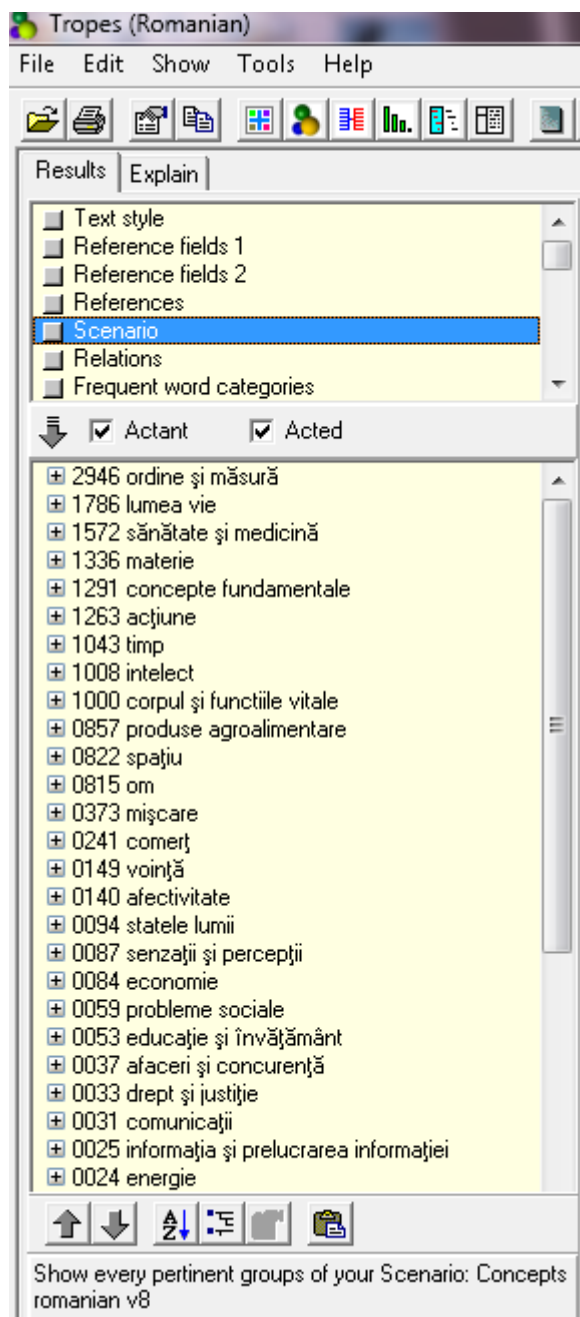 Tropes (Romanian)
File Edit Show Tools Help
Results Explain
Text style
Reference fields 1
Reference fields 2
References
Scenario
Relations
Frequent word categories
Actant Acted
2946 ordine şi măsură
1786 lumea vie
1572 sănătate şi medicină
1336 materie
1291 concepte fundamentale
1263 acţiune
1043 timp
1008 intelect
1000 corpul şi functiile vitale
0857 produse agroalimentare
0822 spaţiu
0815 om
0373 mişcare
0241 comerţ
0149 voinţă
0140 afectivitate
0094 statele lumii
0087 senzaţii şi percepţii
0084 economie
0059 probleme sociale
0053 educaţie şi învăţământ
0037 afaceri şi concurenţă
0033 drept şi justiţie
0031 comunicaţii
0025 informaţia şi prelucrarea informaţiei
0024 energie
Show every pertinent groups of your Scenario: Concepts
romanian v8